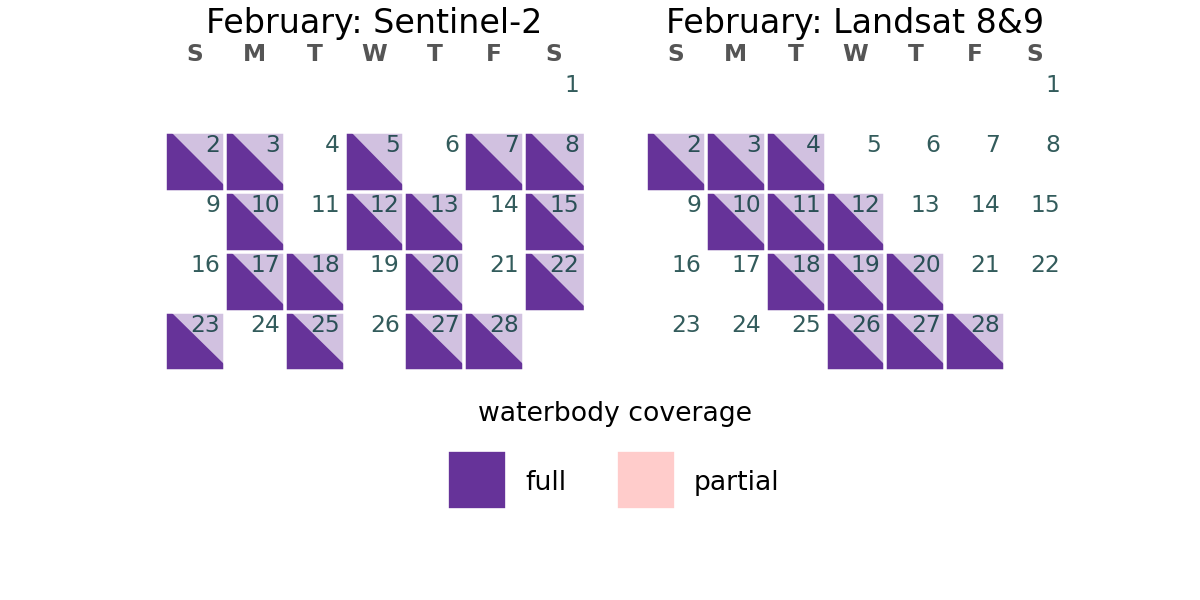 February: Sentinel-2
S M T W T F S
1
2 3 4 5 6 7 8
9 10 11 12 13 14 15
16 17 18 19 20 21 22
23 24 25 26 27 28
February: Landsat 8&9
S M T W T F S
1
2 3 4 5 6 7 8
9 10 11 12 13 14 15
16 17 18 19 20 21 22
23 24 25 26 27 28
waterbody coverage
full
partial